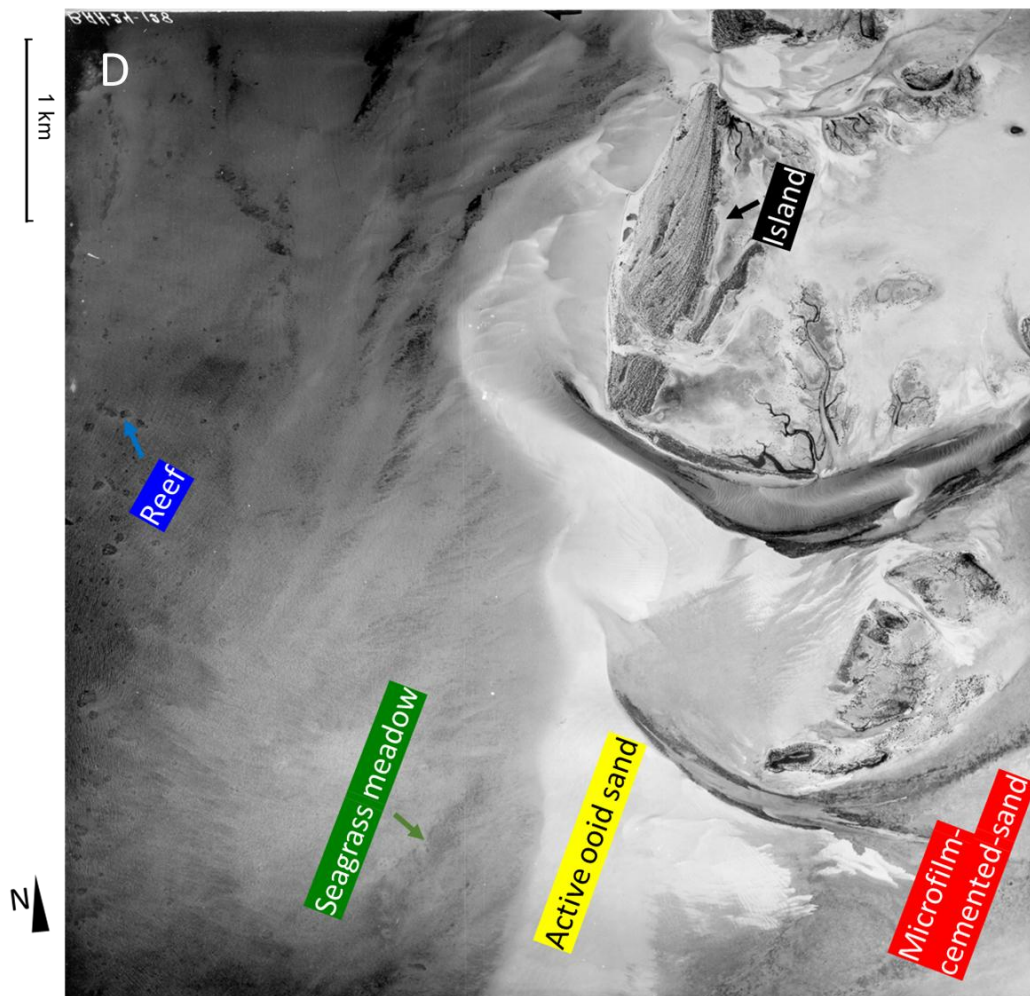 D
1 km
Island
Reef
Seagrass meadow
Active ooid sand
Microfilm-
cemented-sand
N